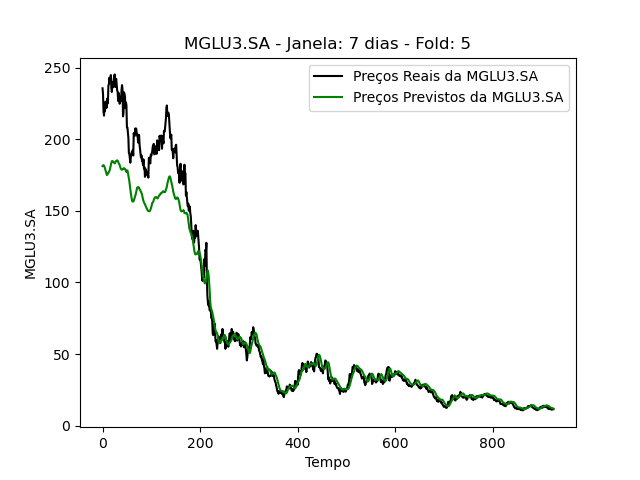 MGLU3.SA - Janela: 7 dias - Fold: 5
Preços Reais da MGLU3.SA
Preços Previstos da MGLU3.SA
250
200
150
100
50
0
MGLU3.SA
0 200 400 600 800
Tempo